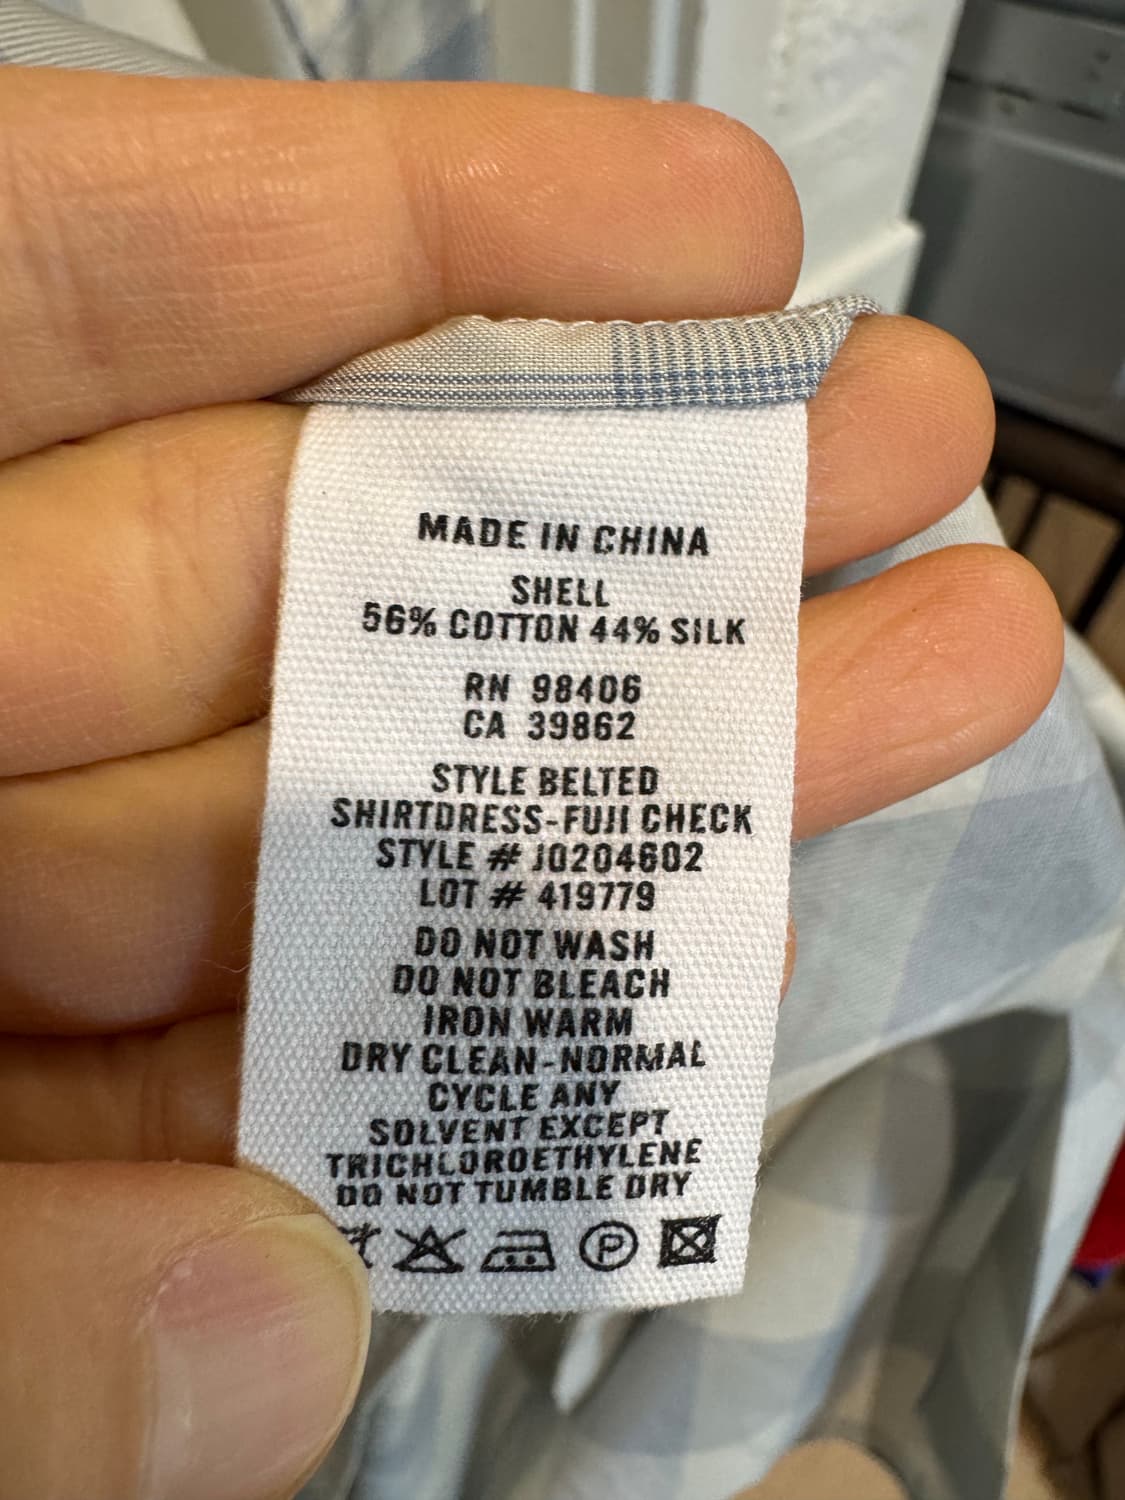 MADE IN CHINA
SHELL
56% COTTON 44% SILK
RN 98406
CA 39862
STYLE BELTED
SHIRTDRESS-FUJI CHECK
STYLE # J0204602
LOT # 419779
DO NOT WASH
DO NOT BLEACH
IRON WARM
DRY CLEAN-NORMAL
CYCLE ANY
SOLVENT EXCEPT
TRICHLOROETHYLENE
DO NOT TUMBLE DRY
P